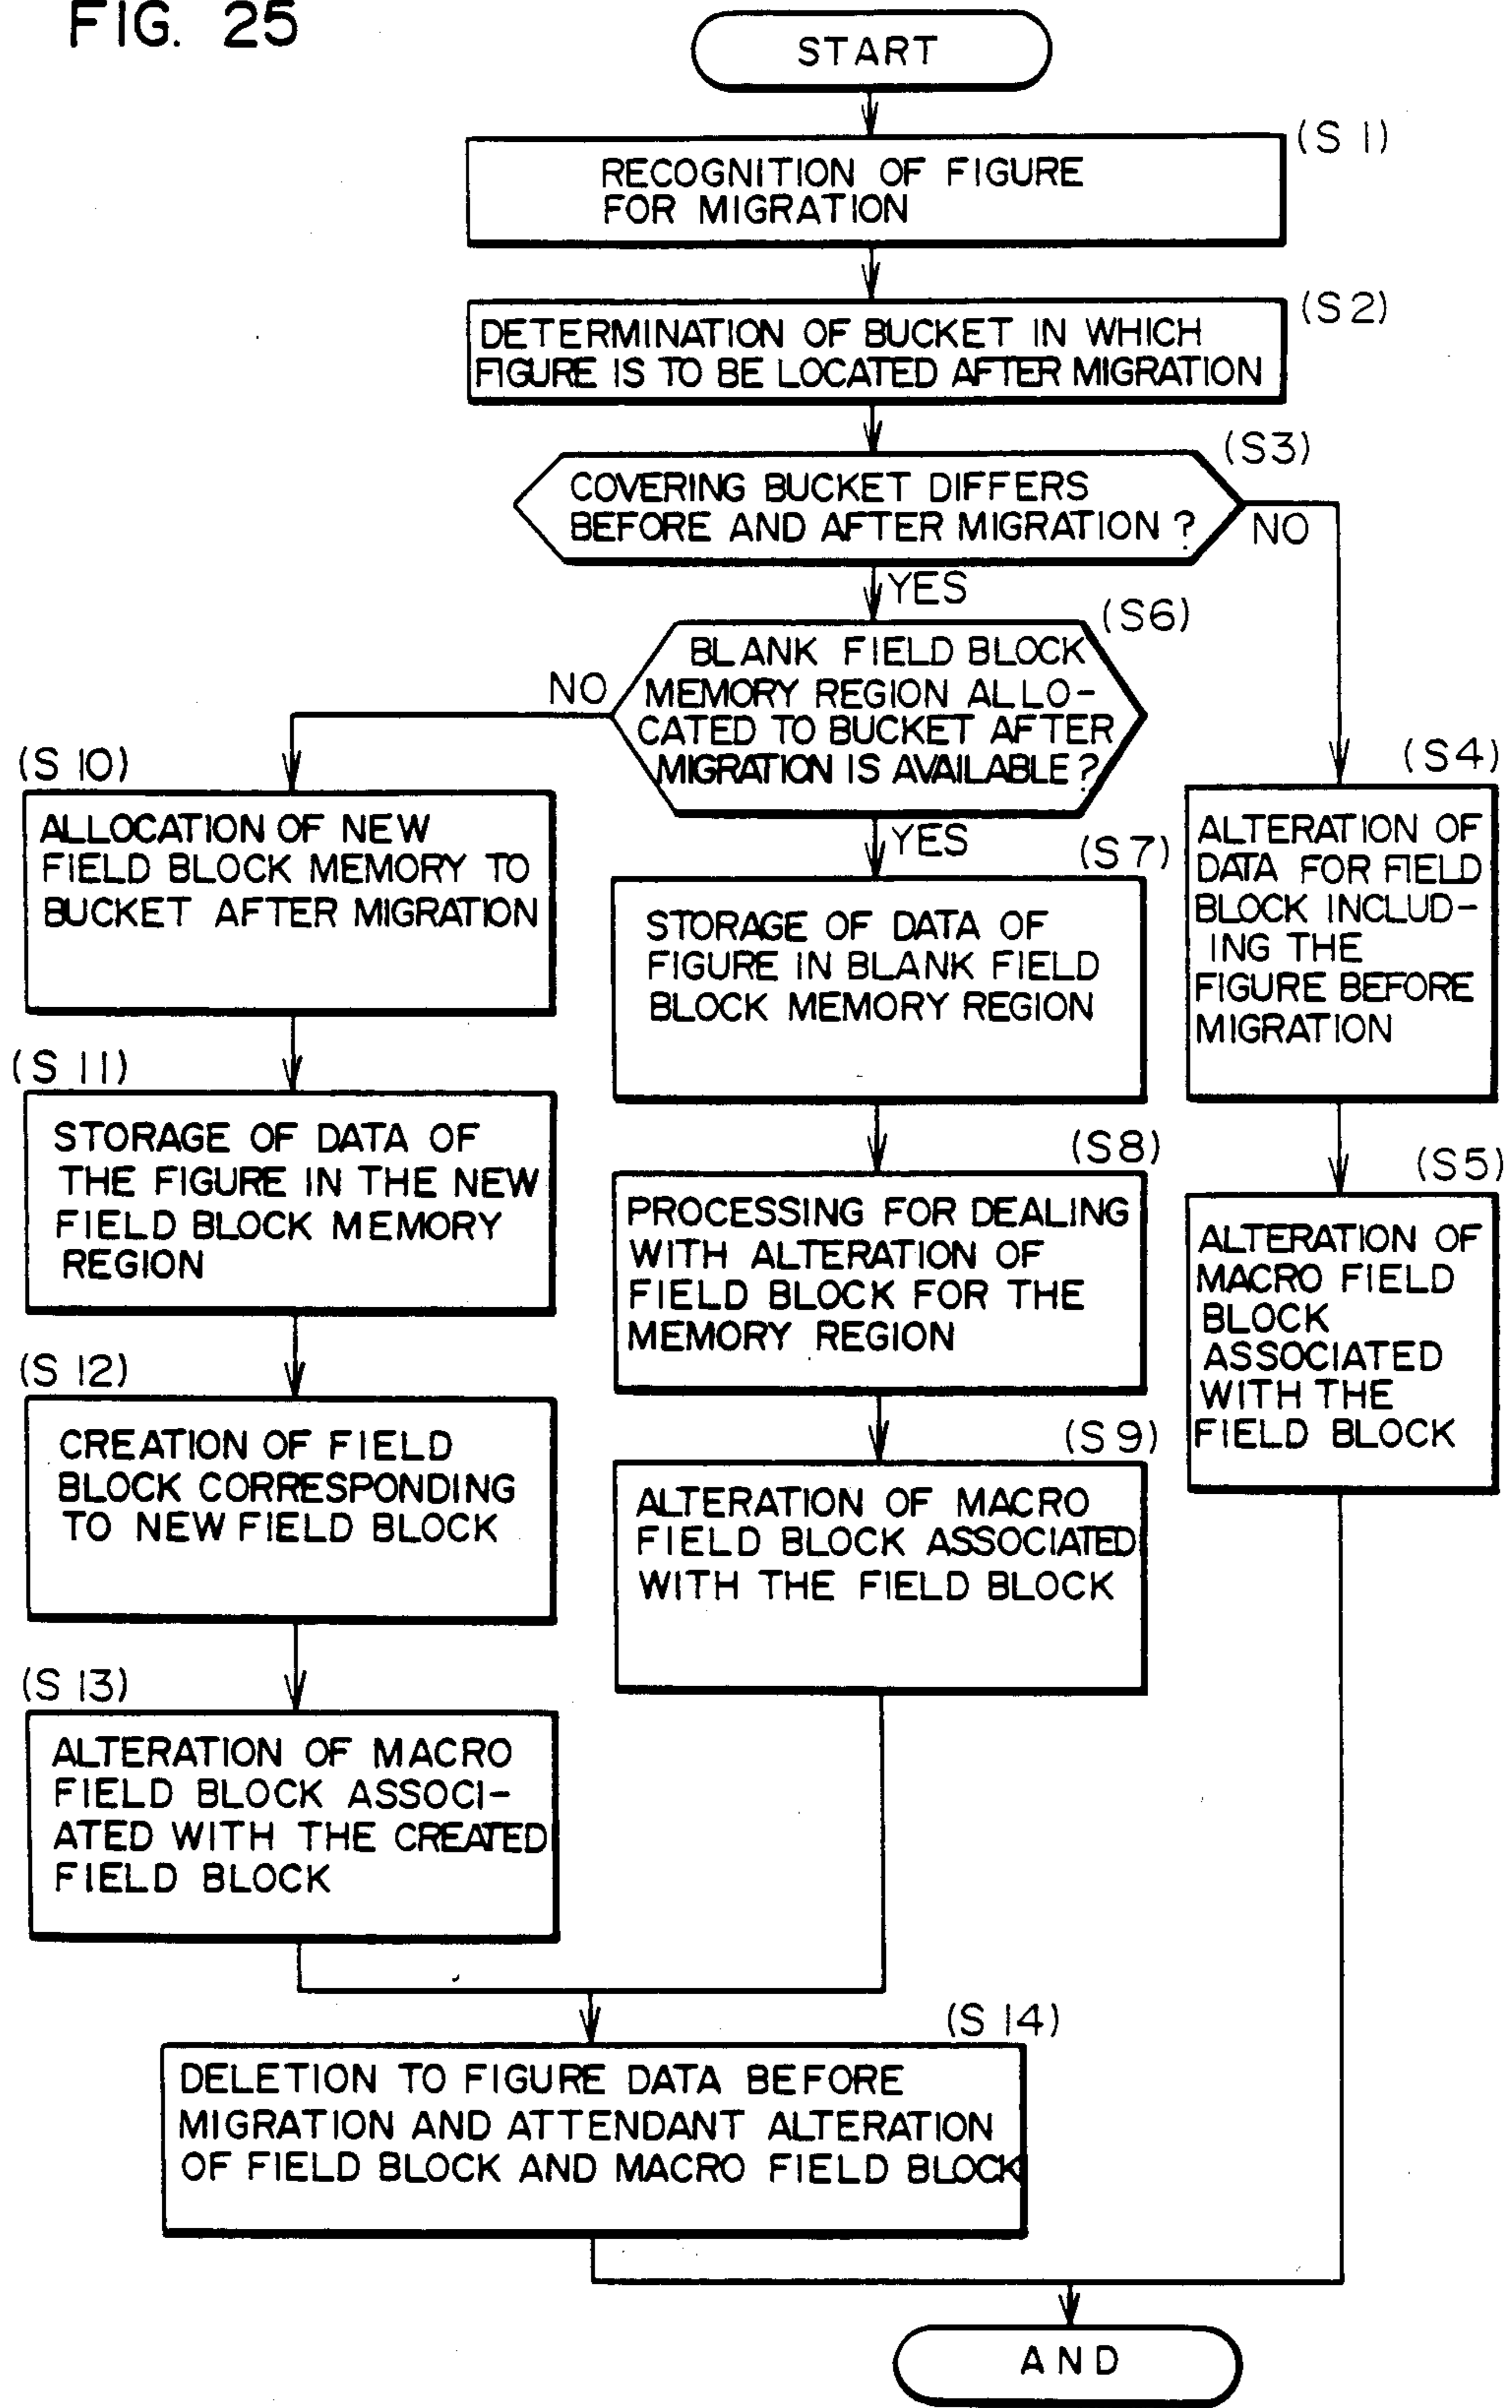 FIG. 25
START
(S 1)
RECOGNITION OF FIGURE
FOR MIGRATION
(S2)
DETERMINATION OF BUCKET IN WHICH
FIGURE IS TO BE LOCATED AFTER MIGRATION
(S3)
COVERING BUCKET DIFFERS
BEFORE AND AFTER MIGRATION ?
NO
YES
(S6)
BLANK FIELD BLOCK
MEMORY REGION ALLO-
CATED TO BUCKET AFTER
MIGRATION IS AVAILABLE ?
NO
YES
(S 10)
ALLOCATION OF NEW
FIELD BLOCK MEMORY TO
BUCKET AFTER MIGRATION
(S 11)
STORAGE OF DATA OF
THE FIGURE IN THE NEW
FIELD BLOCK MEMORY
REGION
(S 12)
CREATION OF FIELD
BLOCK CORRESPONDING
TO NEW FIELD BLOCK
(S 13)
ALTERATION OF MACRO
FIELD BLOCK ASSOCI-
ATED WITH THE CREATED
FIELD BLOCK
(S 7)
STORAGE OF DATA OF
FIGURE IN BLANK FIELD
BLOCK MEMORY REGION
(S8)
PROCESSING FOR DEALING
WITH ALTERATION OF
FIELD BLOCK FOR THE
MEMORY REGION
(S 9)
ALTERATION OF MACRO
FIELD BLOCK ASSOCIATED
WITH THE FIELD BLOCK
(S4)
ALTERATION OF
DATA FOR FIELD
BLOCK INCLUD-
ING THE
FIGURE BEFORE
MIGRATION
(S5)
ALTERATION OF
MACRO FIELD
BLOCK
ASSOCIATED
WITH THE
FIELD BLOCK
(S 14)
DELETION TO FIGURE DATA BEFORE
MIGRATION AND ATTENDANT ALTERATION
OF FIELD BLOCK AND MACRO FIELD BLOCK
AND